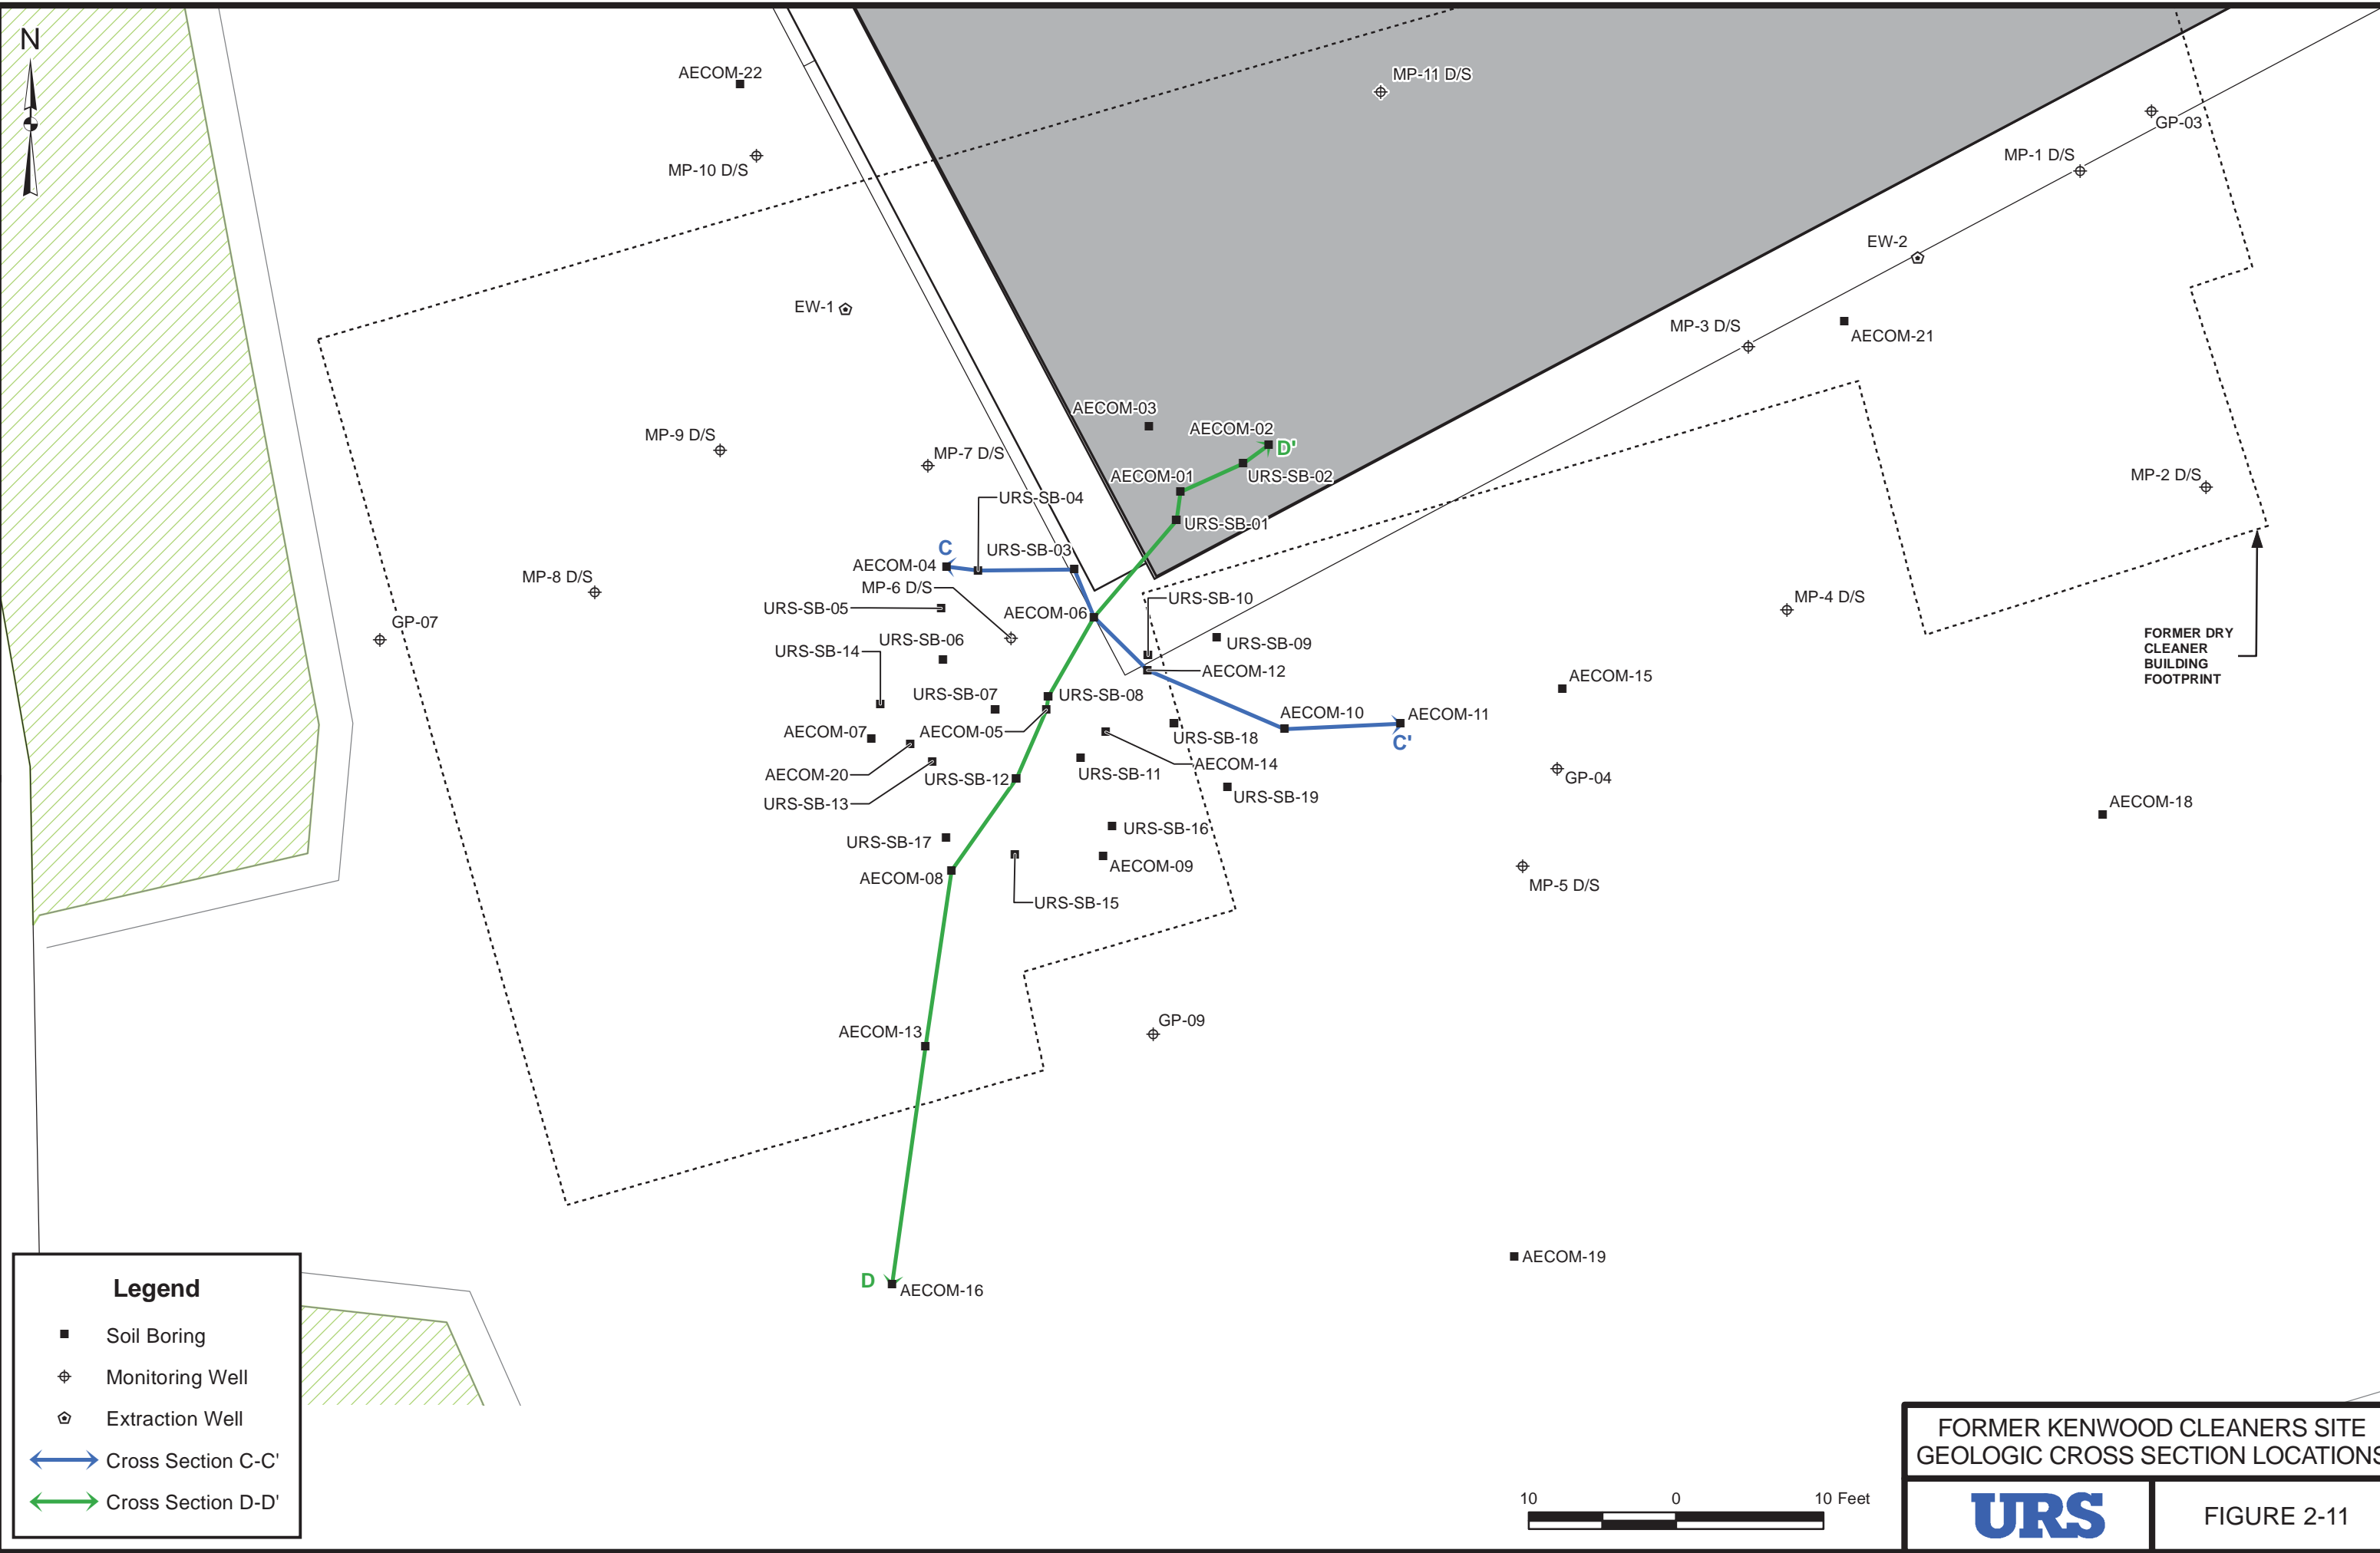 N
AECOM-22
MP-11 D/S
GP-03
MP-10 D/S
MP-1 D/S
EW-2
EW-1
MP-3 D/S
AECOM-21
AECOM-03
AECOM-02
D'
MP-9 D/S
MP-7 D/S
AECOM-01
URS-SB-02
MP-2 D/S
URS-SB-04
URS-SB-01
C
URS-SB-03
AECOM-04
MP-8 D/S
MP-6 D/S
URS-SB-10
MP-4 D/S
URS-SB-05
AECOM-06
GP-07
URS-SB-06
URS-SB-09
FORMER DRY
CLEANER
BUILDING
FOOTPRINT
URS-SB-14
AECOM-12
AECOM-15
URS-SB-07
URS-SB-08
AECOM-10
AECOM-11
C'
AECOM-07
AECOM-05
URS-SB-18
AECOM-20
URS-SB-12
URS-SB-11
AECOM-14
GP-04
URS-SB-13
URS-SB-19
AECOM-18
URS-SB-17
URS-SB-16
AECOM-08
AECOM-09
MP-5 D/S
URS-SB-15
AECOM-13
GP-09
AECOM-19
D
AECOM-16
Legend
Soil Boring
Monitoring Well
Extraction Well
Cross Section C-C'
Cross Section D-D'
10 0 10 Feet
FORMER KENWOOD CLEANERS SITE
GEOLOGIC CROSS SECTION LOCATIONS
URS
FIGURE 2-11